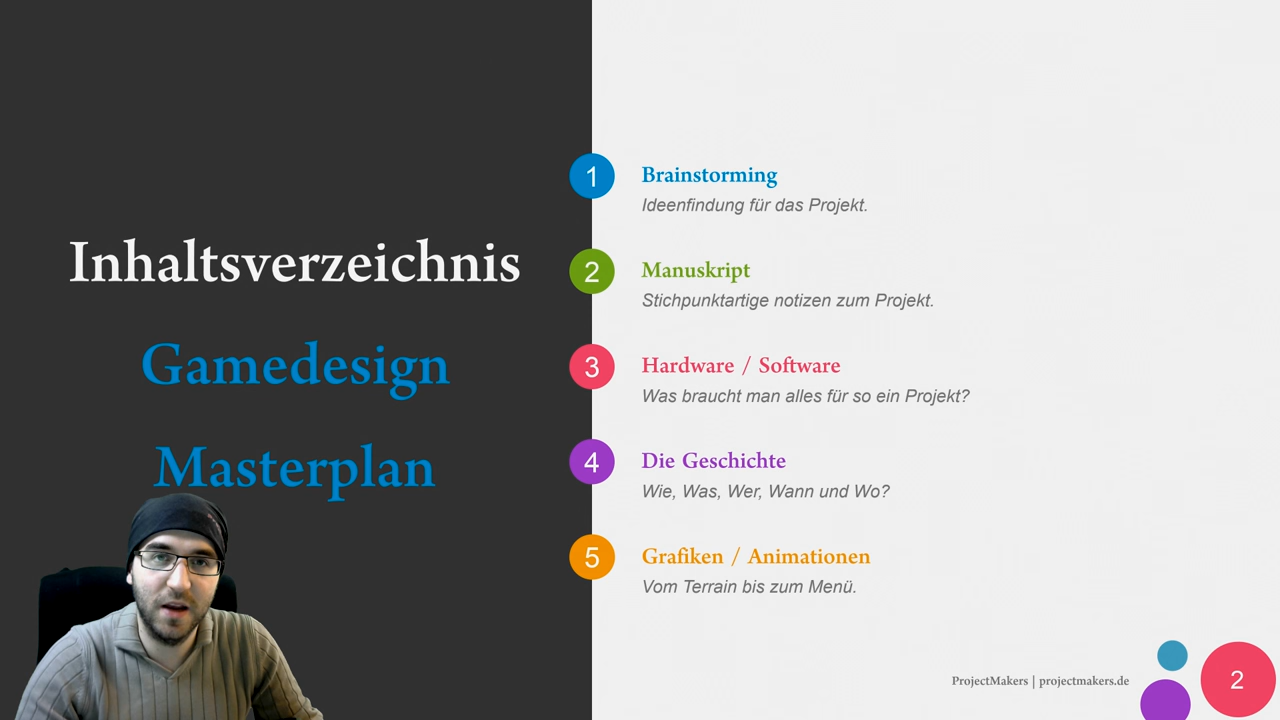 Inhaltsverzeichnis
Gamedesign
Masterplan
1
Brainstorming
Ideenfindung für das Projekt.
2
Manuskript
Stichpunktartige notizen zum Projekt.
3
Hardware / Software
Was braucht man alles für so ein Projekt?
4
Die Geschichte
Wie, Was, Wer, Wann und Wo?
5
Grafiken / Animationen
Vom Terrain bis zum Menü.
ProjectMakers | projectmakers.de
2